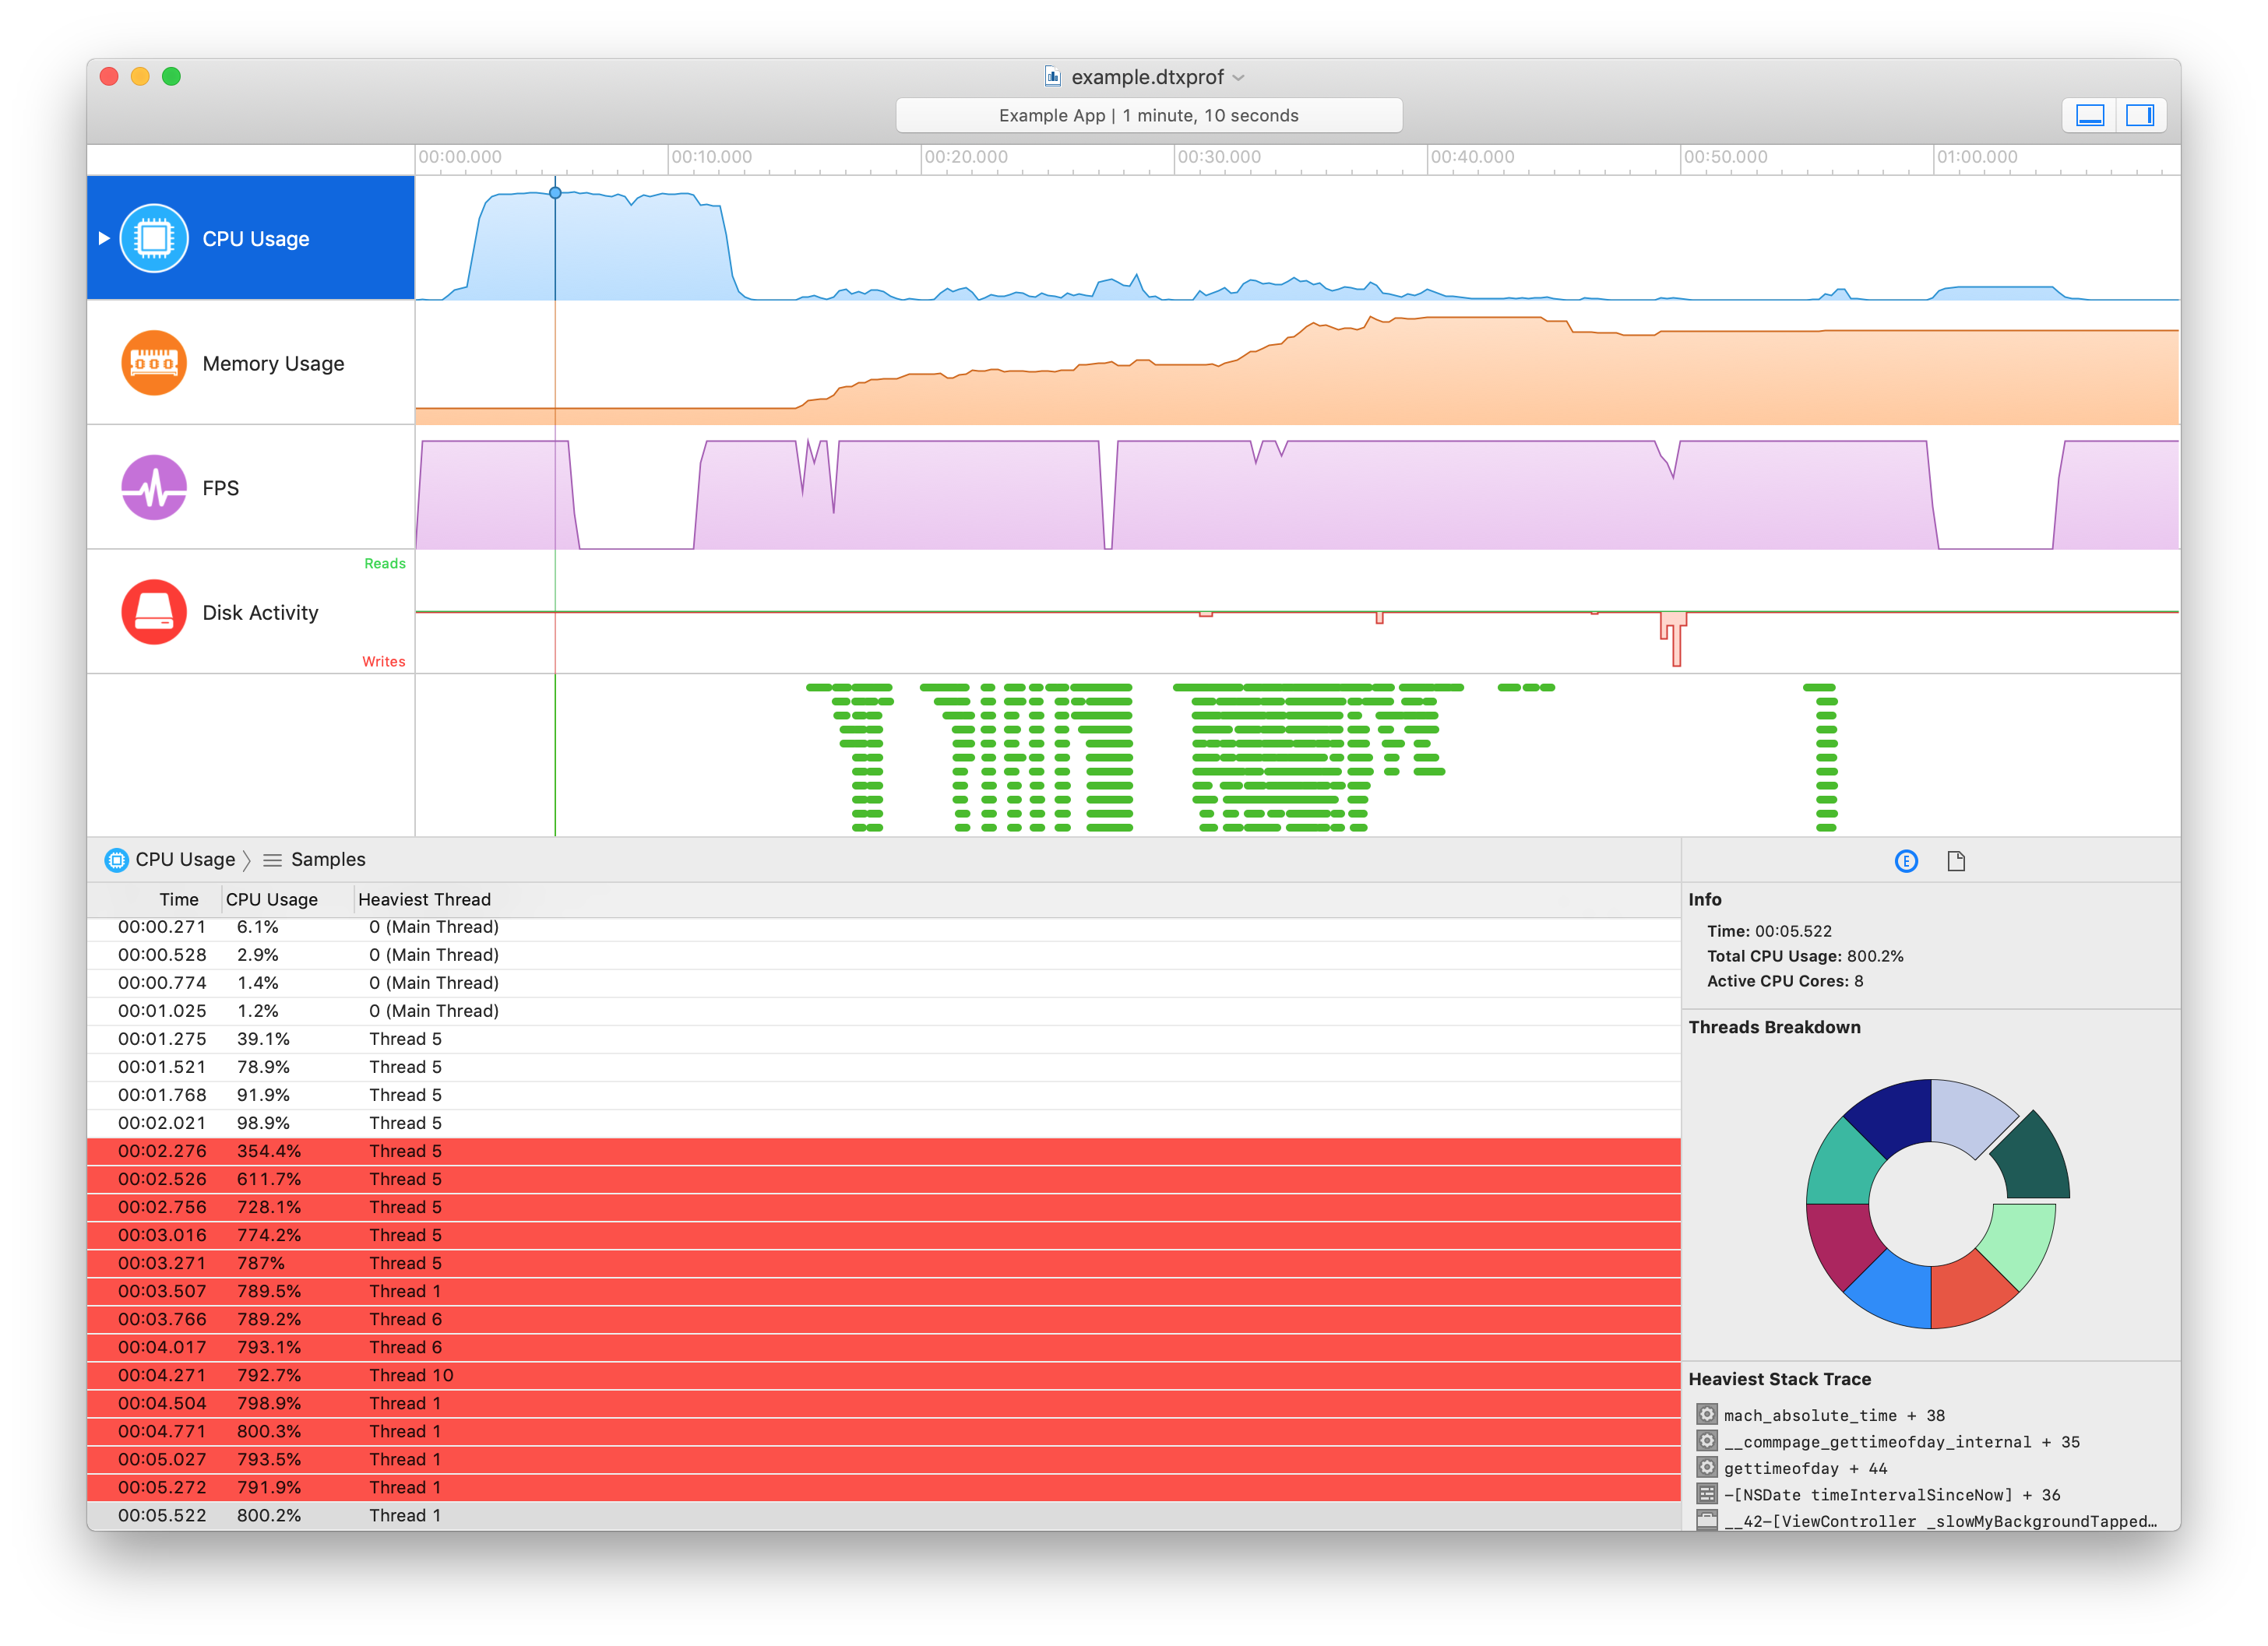 example.dtxprof
Example App | 1 minute, 10 seconds
00:00.000 00:10.000 00:20.000 00:30.000 00:40.000 00:50.000 01:00.000
CPU Usage
Memory Usage
FPS
Reads
Disk Activity
Writes
CPU Usage Samples
Time CPU Usage Heaviest Thread
00:00.271 6.1% 0 (Main Thread)
00:00.528 2.9% 0 (Main Thread)
00:00.774 1.4% 0 (Main Thread)
00:01.025 1.2% 0 (Main Thread)
00:01.275 39.1% Thread 5
00:01.521 78.9% Thread 5
00:01.768 91.9% Thread 5
00:02.021 98.9% Thread 5
00:02.276 354.4% Thread 5
00:02.526 611.7% Thread 5
00:02.756 728.1% Thread 5
00:03.016 774.2% Thread 5
00:03.271 787% Thread 5
00:03.507 789.5% Thread 1
00:03.766 789.2% Thread 6
00:04.017 793.1% Thread 6
00:04.271 792.7% Thread 10
00:04.504 798.9% Thread 1
00:04.771 800.3% Thread 1
00:05.027 793.5% Thread 1
00:05.272 791.9% Thread 1
00:05.522 800.2% Thread 1
E
Info
Time: 00:05.522
Total CPU Usage: 800.2%
Active CPU Cores: 8
Threads Breakdown
Heaviest Stack Trace
mach_absolute_time + 38
__commpage_gettimeofday_internal + 35
gettimeofday + 44
-[NSDate timeIntervalSinceNow] + 36
__42-[ViewController _slowMyBackgroundTapped…